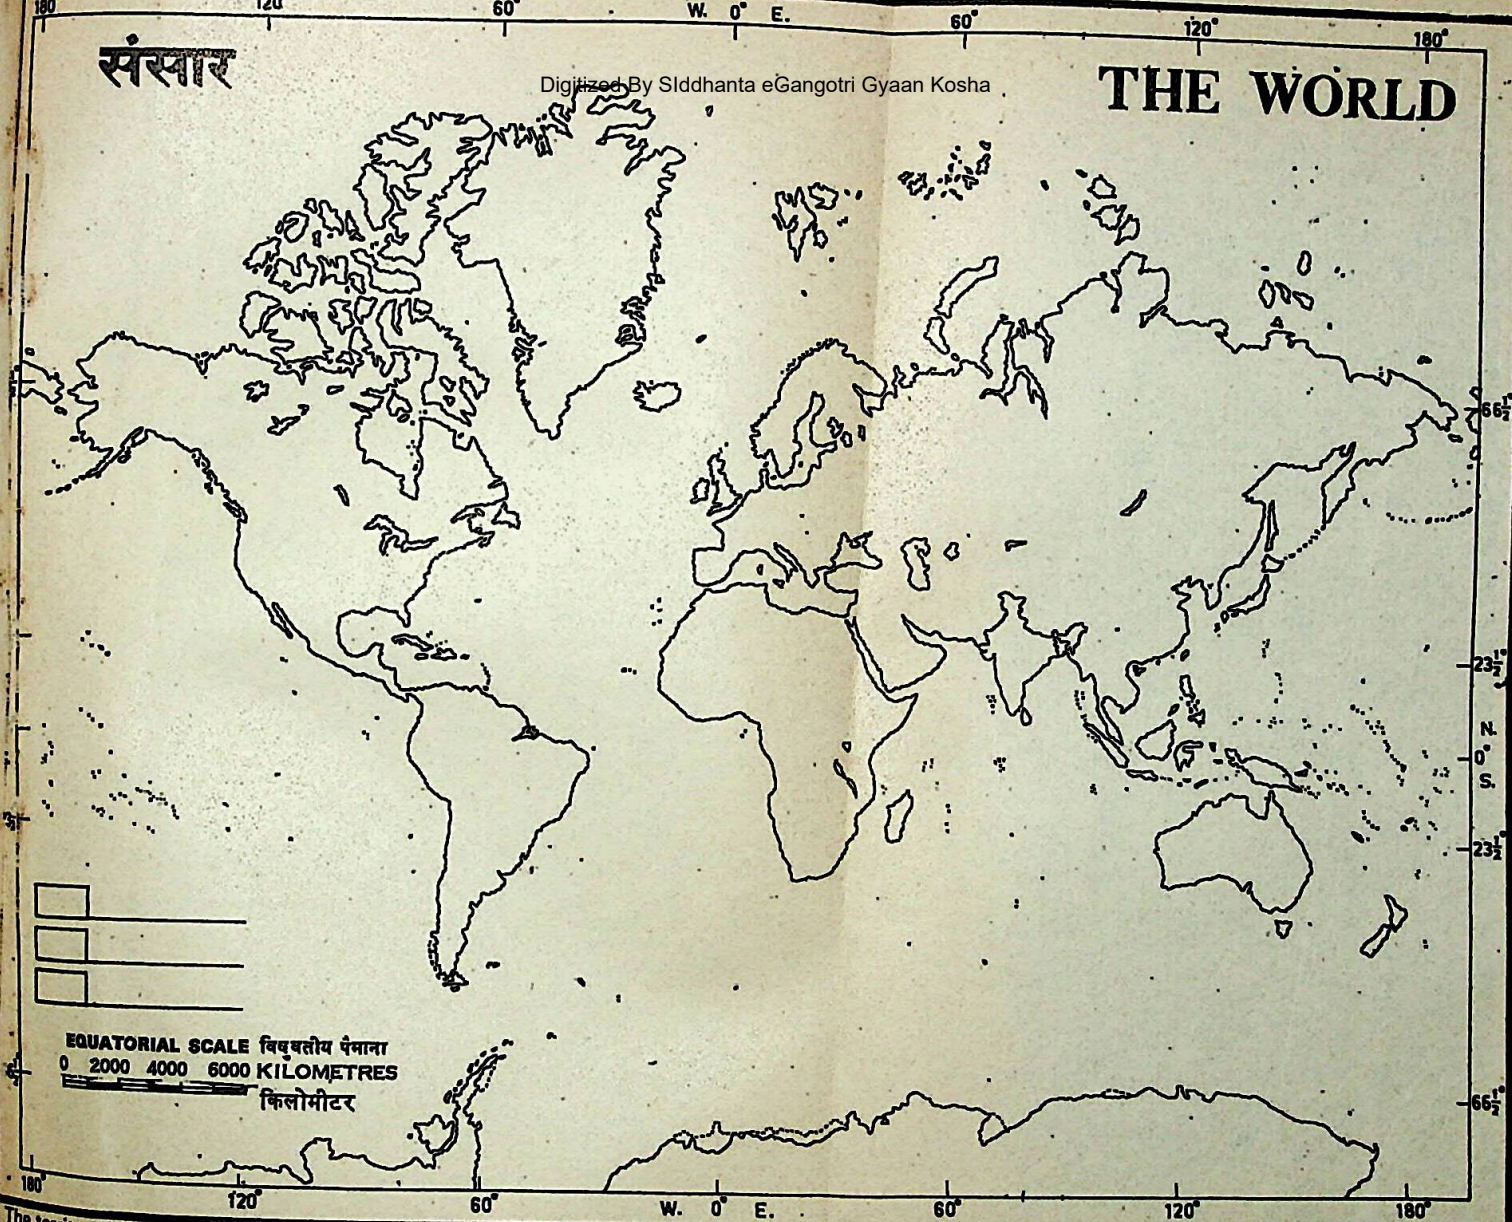 180° 120° 60° W. 0° E. 60° 120° 180°
संसार
Digitized By SIddhanta eGangotri Gyaan Kosha
THE WORLD
66½°
23½°
N.
0°
S.
23½°
EQUATORIAL SCALE विषुवतीय पैमाना
0 2000 4000 6000 KILOMETRES
किलोमीटर
66½°
180° 120° 60° W. 0° E. 60° 120° 180°
The